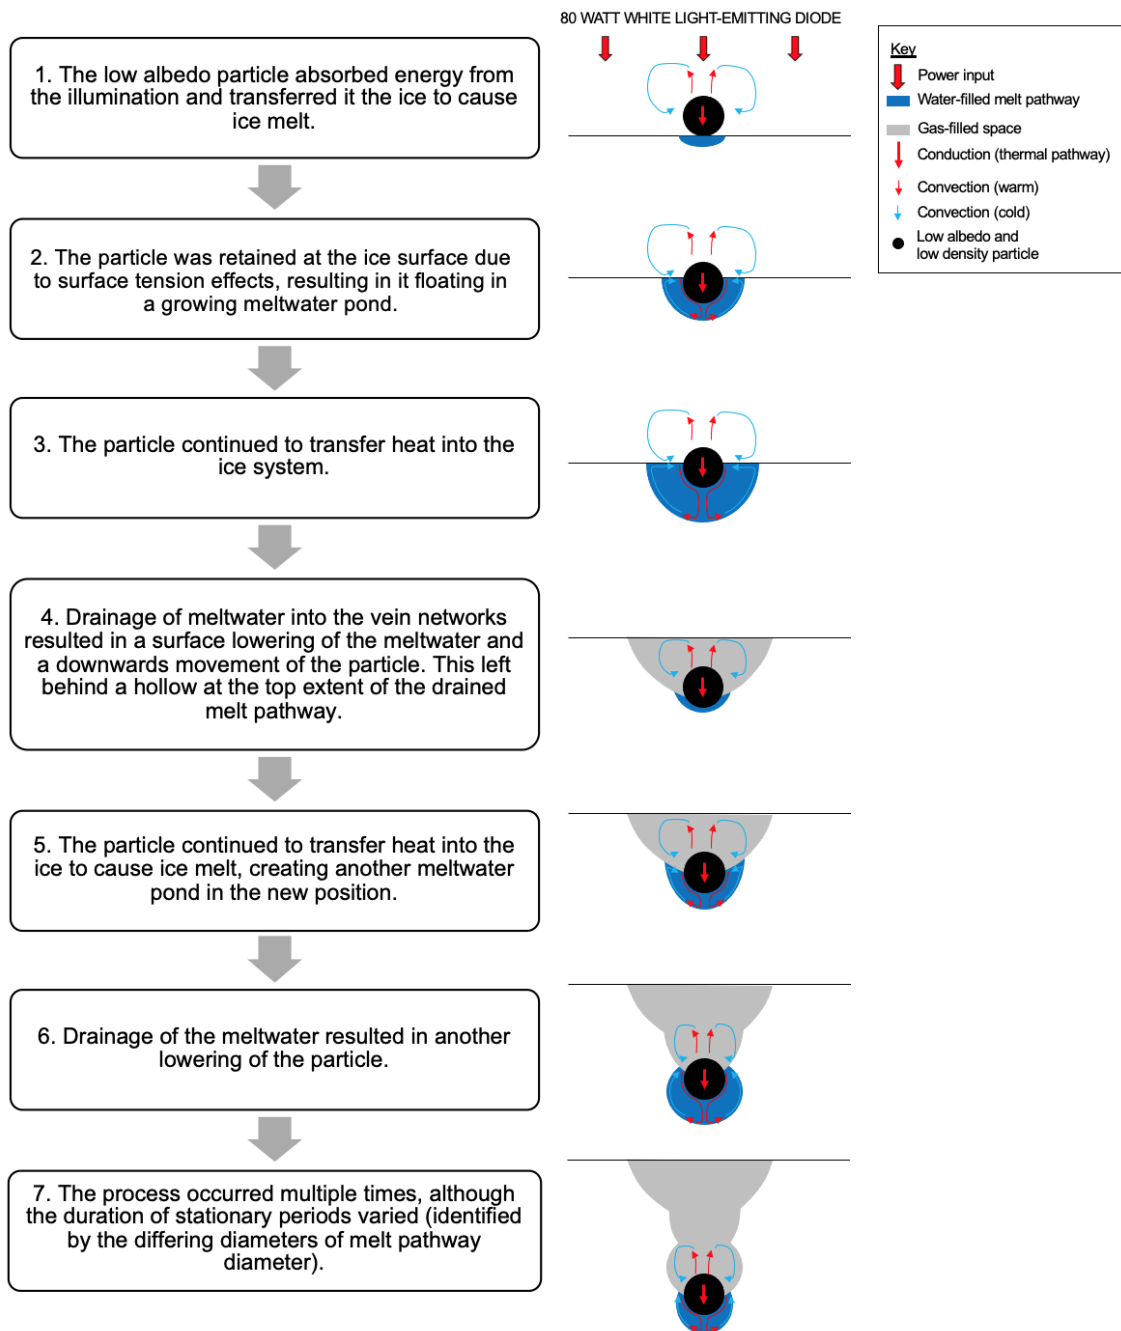 80 WATT WHITE LIGHT-EMITTING DIODE
1. The low albedo particle absorbed energy from
the illumination and transferred it the ice to cause
ice melt.
2. The particle was retained at the ice surface due
to surface tension effects, resulting in it floating in
a growing meltwater pond.
3. The particle continued to transfer heat into the
ice system.
4. Drainage of meltwater into the vein networks
resulted in a surface lowering of the meltwater and
a downwards movement of the particle. This left
behind a hollow at the top extent of the drained
melt pathway.
5. The particle continued to transfer heat into the
ice to cause ice melt, creating another meltwater
pond in the new position.
6. Drainage of the meltwater resulted in another
lowering of the particle.
7. The process occurred multiple times, although
the duration of stationary periods varied (identified
by the differing diameters of melt pathway
diameter).
Key
Power input
Water-filled melt pathway
Gas-filled space
Conduction (thermal pathway)
Convection (warm)
Convection (cold)
Low albedo and
low density particle